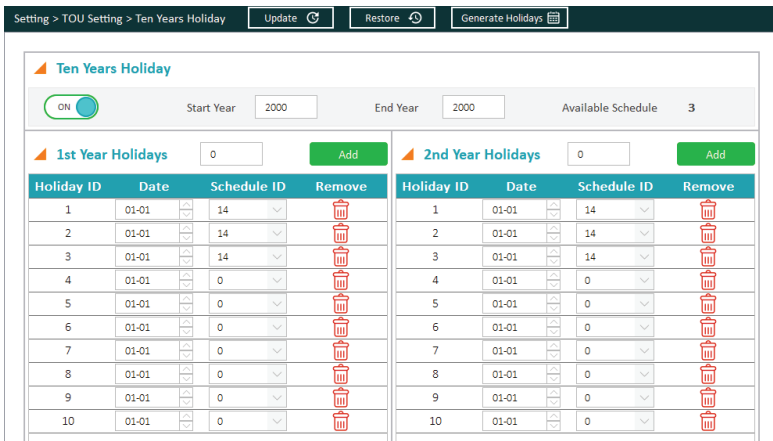 Setting > TOU Setting > Ten Years Holiday Update Restore Generate Holidays
Ten Years Holiday
ON Start Year 2000 End Year 2000 Available Schedule 3
1st Year Holidays 0 Add 2nd Year Holidays 0 Add
Holiday ID Date Schedule ID Remove Holiday ID Date Schedule ID Remove
1 01-01 14 1 01-01 14
2 01-01 14 2 01-01 14
3 01-01 14 3 01-01 14
4 01-01 0 4 01-01 0
5 01-01 0 5 01-01 0
6 01-01 0 6 01-01 0
7 01-01 0 7 01-01 0
8 01-01 0 8 01-01 0
9 01-01 0 9 01-01 0
10 01-01 0 10 01-01 0